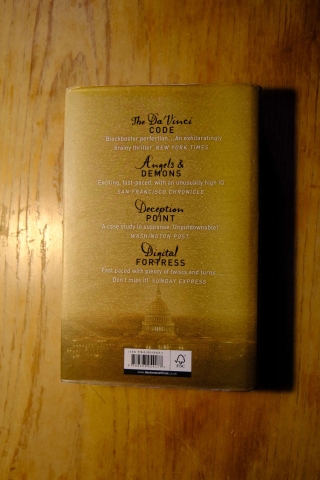 The Da Vinci
CODE
Blockbuster perfection... An exhilaratingly
brainy thriller. NEW YORK TIMES
Angels &
DEMONS
Exciting, fast-paced, with an unusually high IQ
SAN FRANCISCO CHRONICLE
Deception
POINT
A case study in suspense. Unputdownable!
WASHINGTON POST
Digital
FORTRESS
Fast paced with plenty of twists and turns...
Don't miss it! SUNDAY EXPRESS
ISBN
FSC